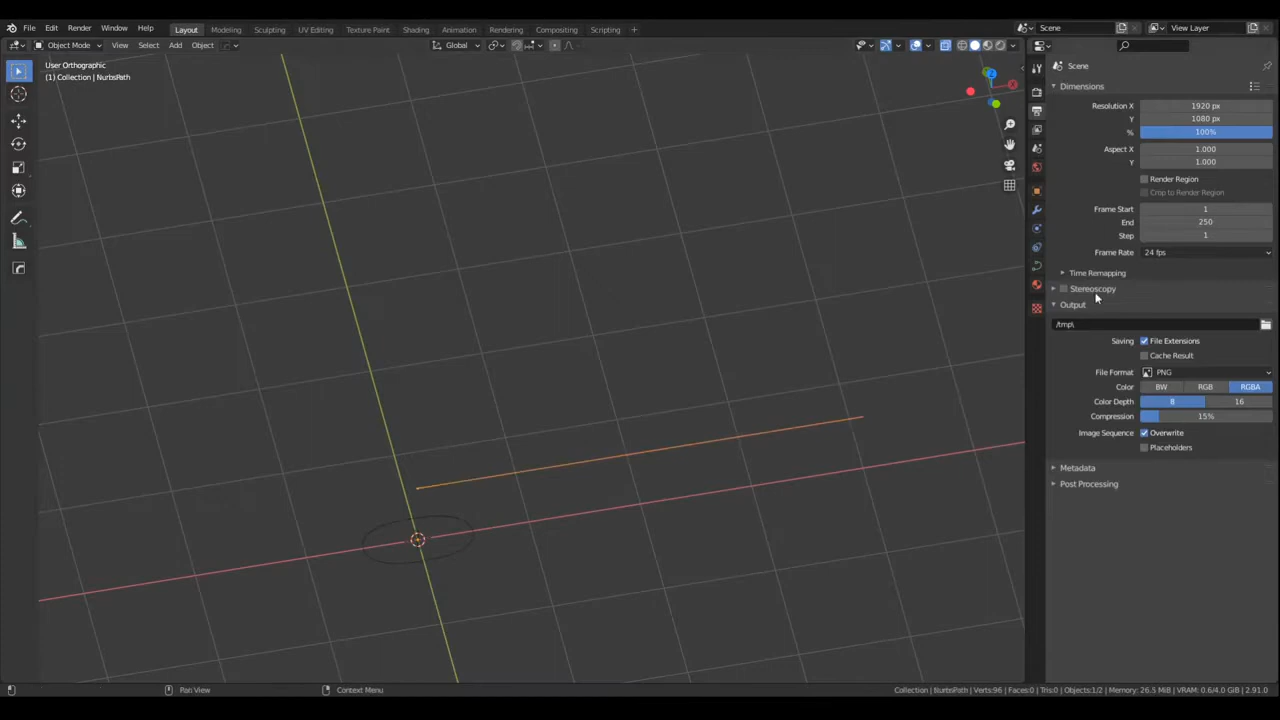 File Edit Render Window Help Layout Modeling Sculpting UV Editing Texture Paint Shading Animation Rendering Compositing Scripting + Scene View Layer
Object Mode View Select Add Object Global
User Orthographic
(1) Collection | NurbsPath
Z
X
Scene
Dimensions
Resolution X 1920 px
Y 1080 px
% 100%
Aspect X 1.000
Y 1.000
Render Region
Crop to Render Region
Frame Start 1
End 250
Step 1
Frame Rate 24 fps
Time Remapping
Stereoscopy
Output
/tmp\
Saving File Extensions
Cache Result
File Format PNG
Color BW RGB RGBA
Color Depth 8 16
Compression 15%
Image Sequence Overwrite
Placeholders
Metadata
Post Processing
Pan View Context Menu Collection | NurbsPath | Verts:96 | Faces:0 | Tris:0 | Objects:1/2 | Memory: 26.5 MiB | VRAM: 0.6/4.0 GiB | 2.91.0